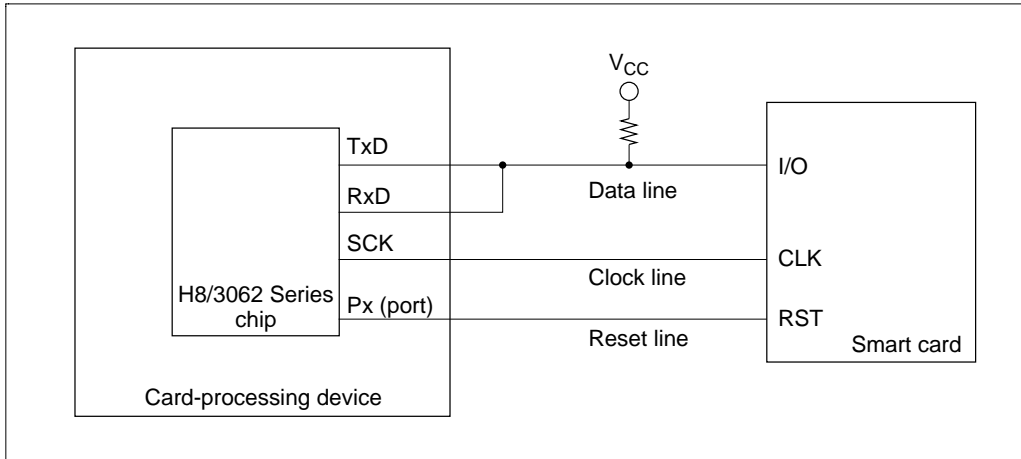 V_CC
TxD
I/O
RxD
Data line
SCK
CLK
Clock line
H8/3062 Series
chip
Px (port)
RST
Reset line
Smart card
Card-processing device